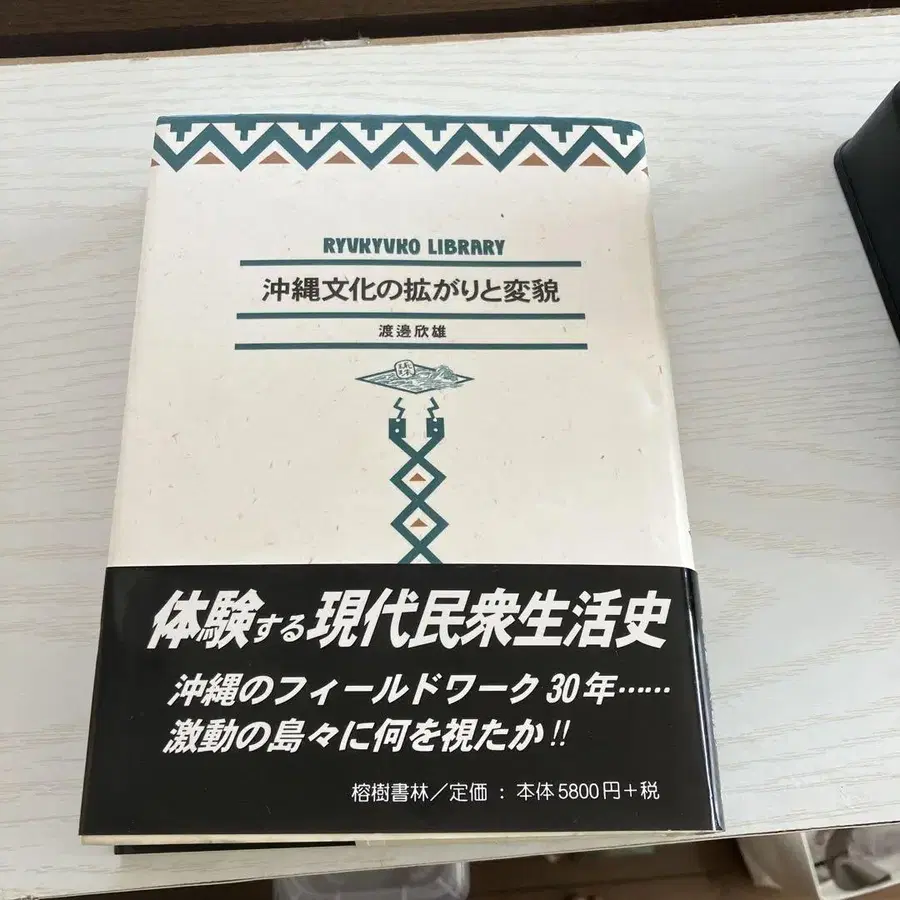 RYUKYUKO LIBRARY
沖縄文化の拡がりと変貌
渡邊欣雄
琉球
体験する現代民衆生活史
沖縄のフィールドワーク30年……
激動の島々に何を視たか!!
榕樹書林/定価:本体5800円+税